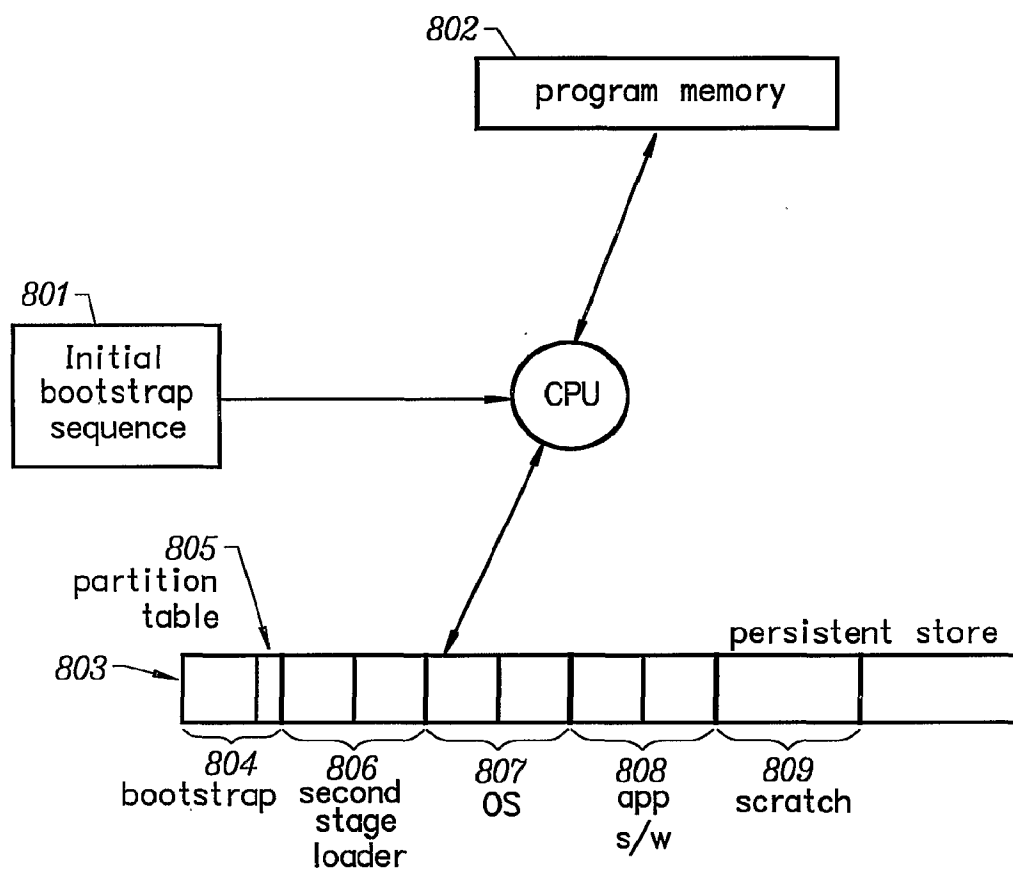 802
program memory
801
Initial
bootstrap
sequence
CPU
805
partition
table
persistent store
803
804
bootstrap
806
second
stage
loader
807
OS
808
app
s/w
809
scratch